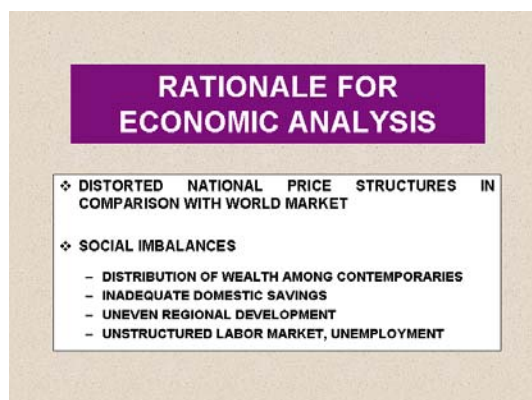 RATIONALE FOR
ECONOMIC ANALYSIS
❖ DISTORTED NATIONAL PRICE STRUCTURES IN
COMPARISON WITH WORLD MARKET
❖ SOCIAL IMBALANCES
– DISTRIBUTION OF WEALTH AMONG CONTEMPORARIES
– INADEQUATE DOMESTIC SAVINGS
– UNEVEN REGIONAL DEVELOPMENT
– UNSTRUCTURED LABOR MARKET, UNEMPLOYMENT